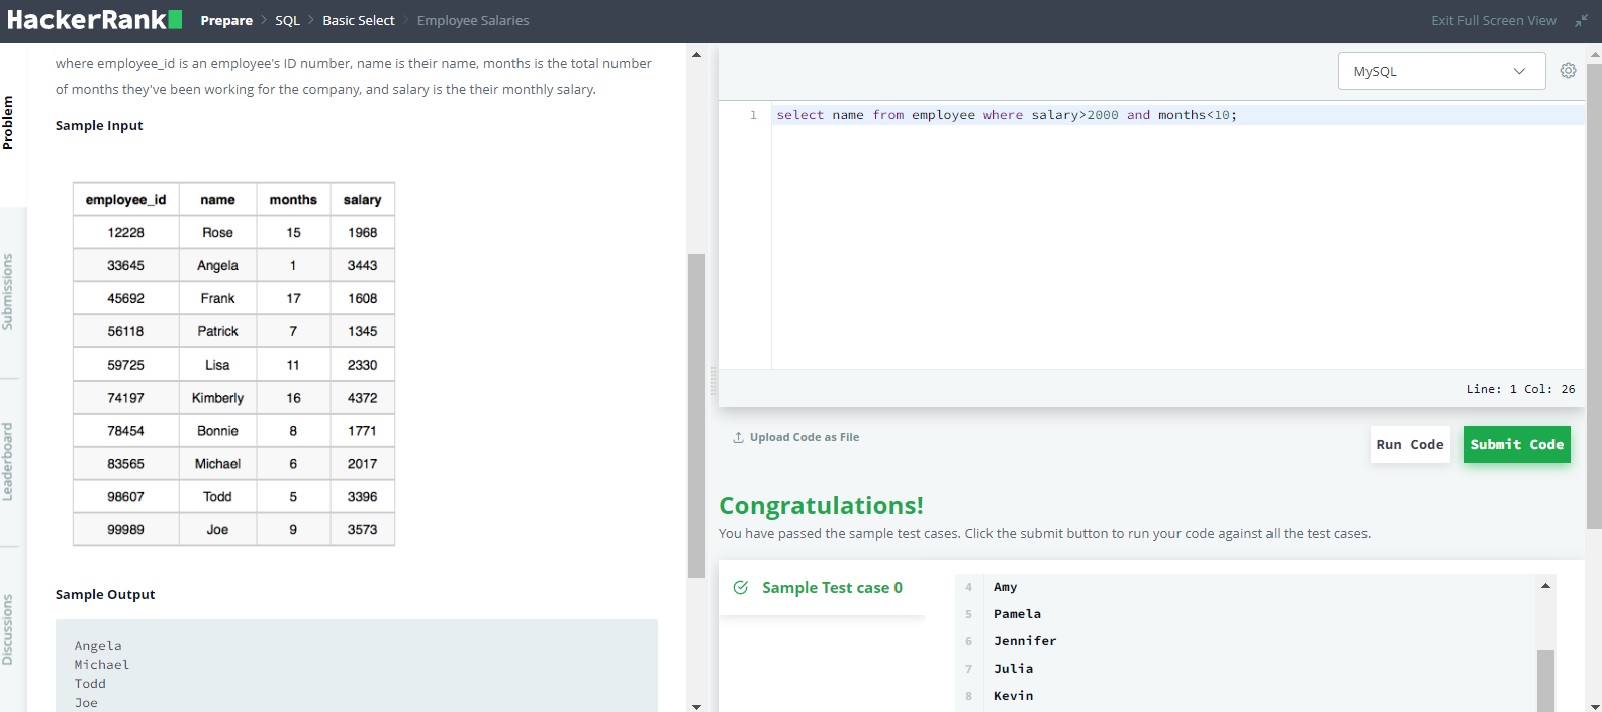 HackerRank Prepare > SQL > Basic Select > Employee Salaries Exit Full Screen View
Problem
Submissions
Leaderboard
Discussions
where employee_id is an employee's ID number, name is their name, months is the total number
of months they've been working for the company, and salary is the their monthly salary.
Sample Input
employee_id name months salary
12228 Rose 15 1968
33645 Angela 1 3443
45692 Frank 17 1608
56118 Patrick 7 1345
59725 Lisa 11 2330
74197 Kimberly 16 4372
78454 Bonnie 8 1771
83565 Michael 6 2017
98607 Todd 5 3396
99989 Joe 9 3573
Sample Output
Angela
Michael
Todd
Joe
MySQL
1 select name from employee where salary>2000 and months<10;
Line: 1 Col: 26
Upload Code as File
Run Code
Submit Code
Congratulations!
You have passed the sample test cases. Click the submit button to run your code against all the test cases.
Sample Test case 0
4 Amy
5 Pamela
6 Jennifer
7 Julia
8 Kevin